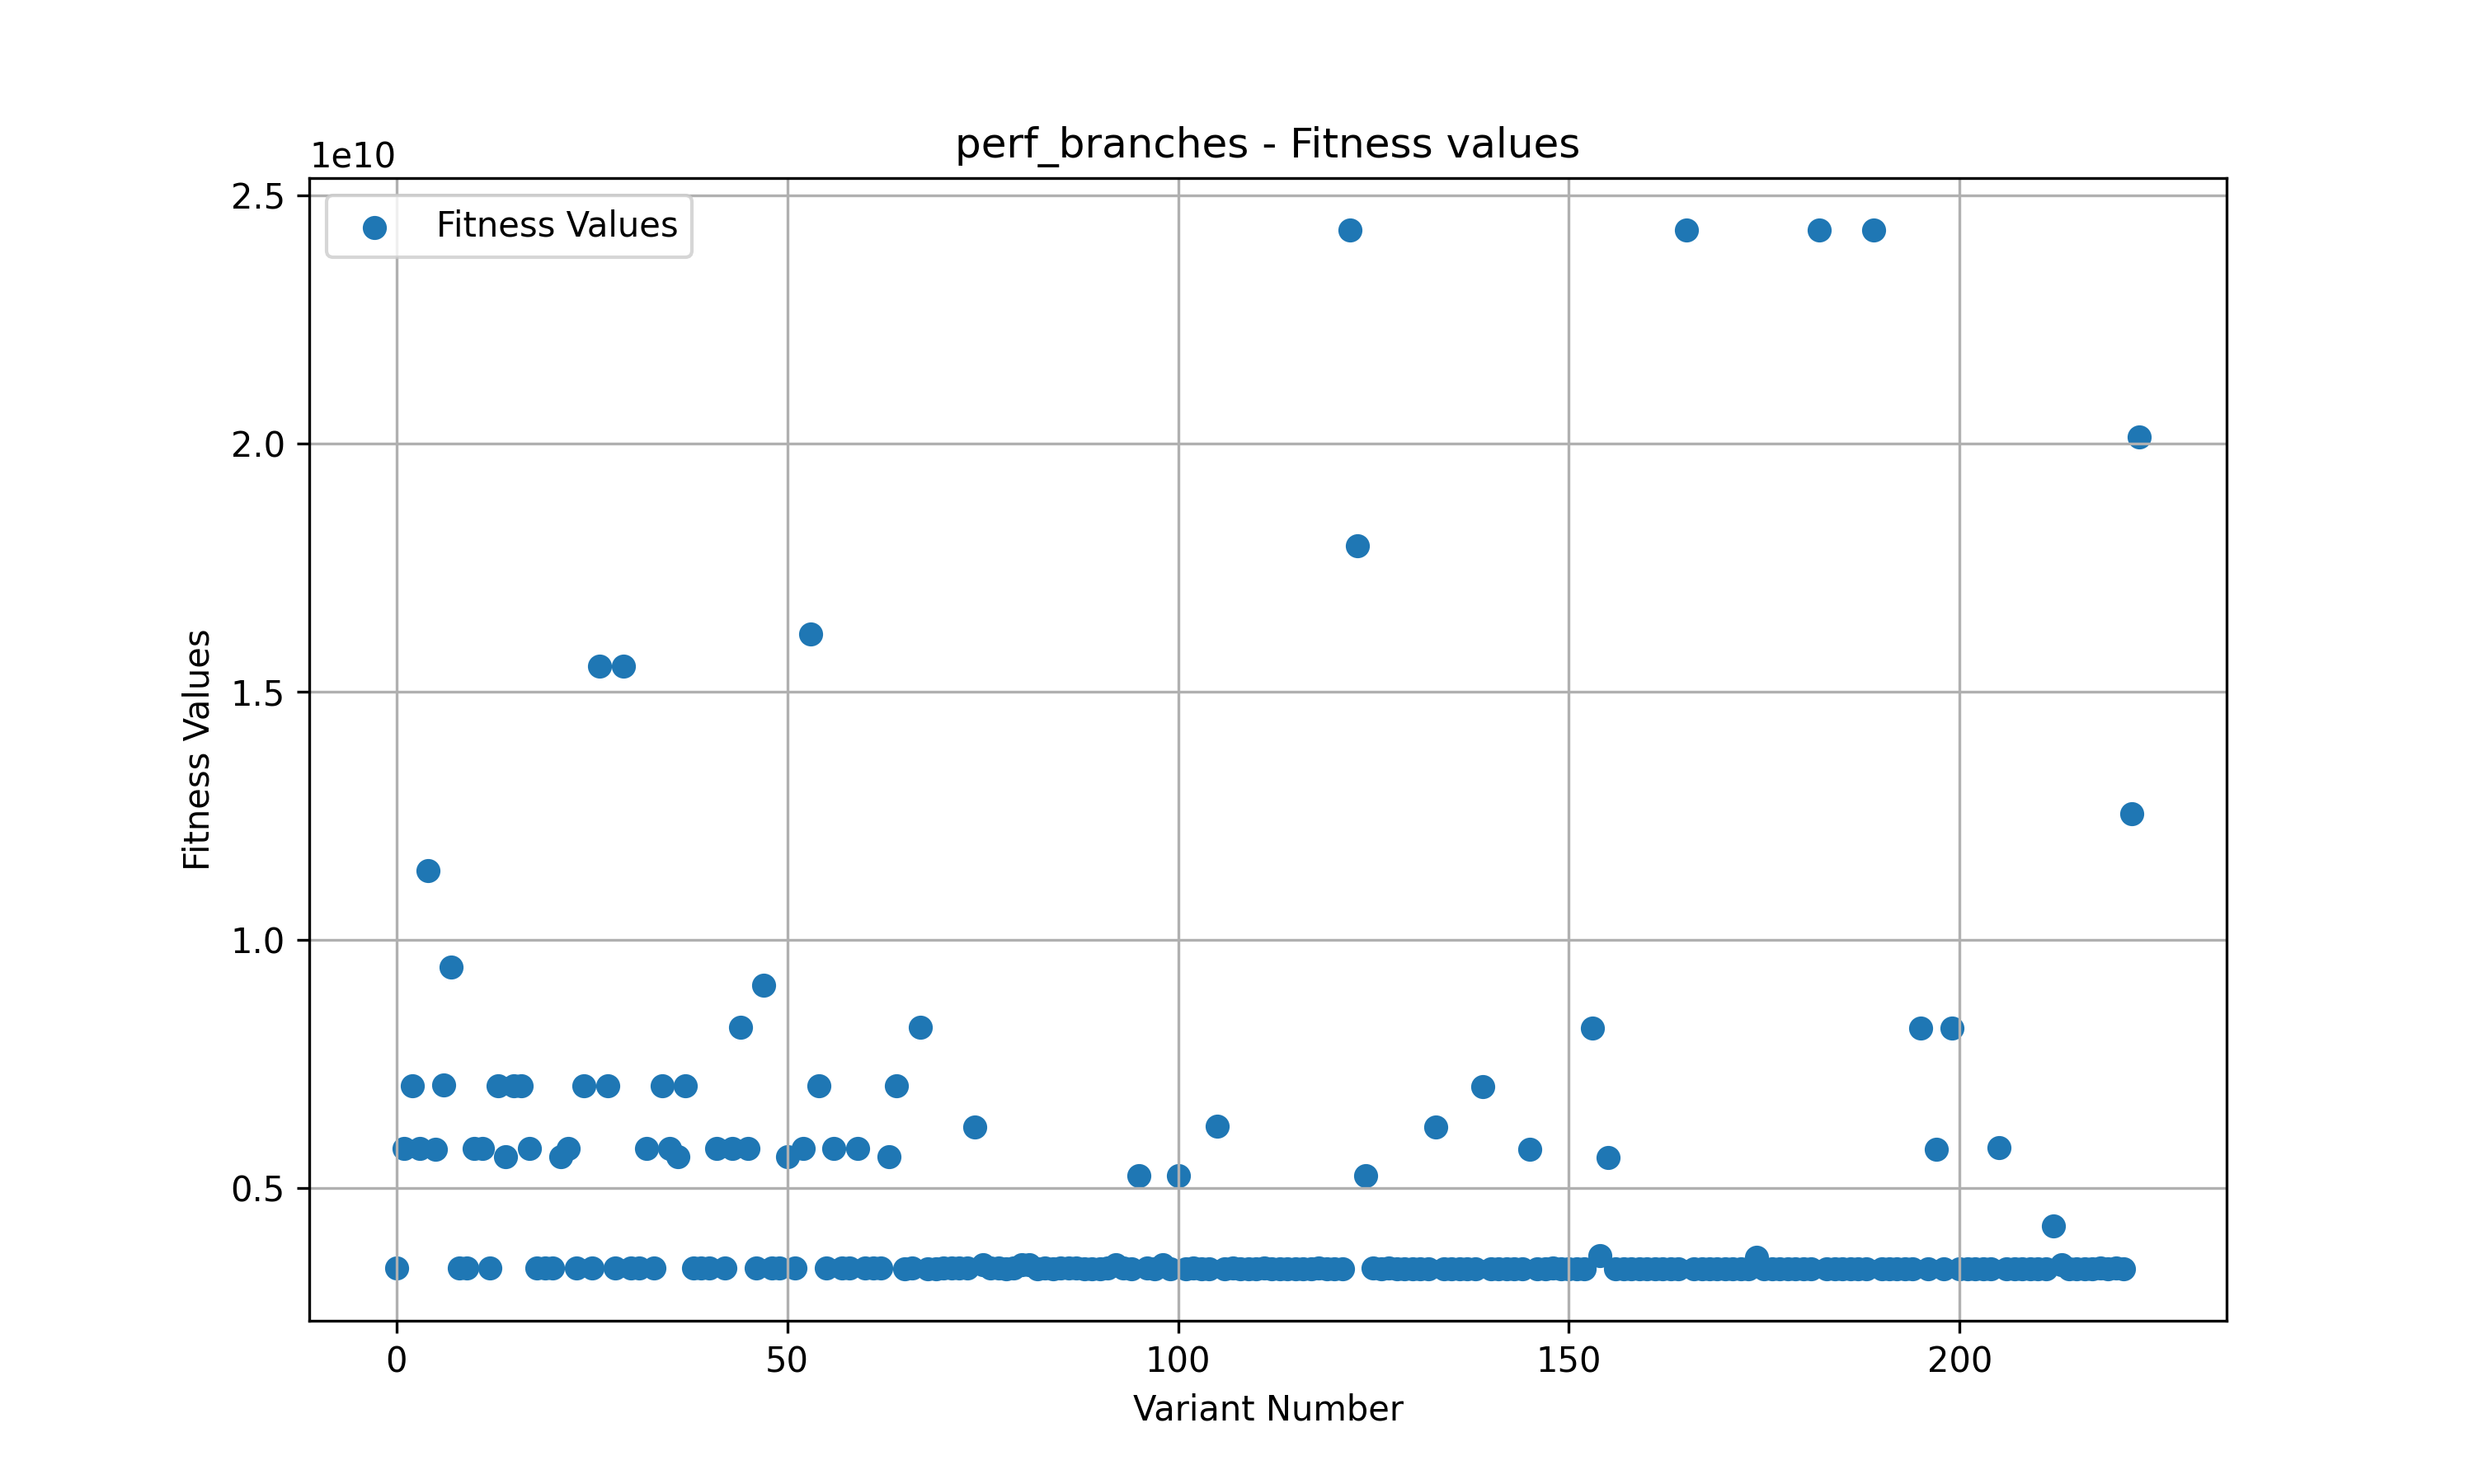 perf_branches - Fitness values
1e10
2.5
2.0
1.5
1.0
0.5
Fitness Values
Fitness Values
0 50 100 150 200
Variant Number